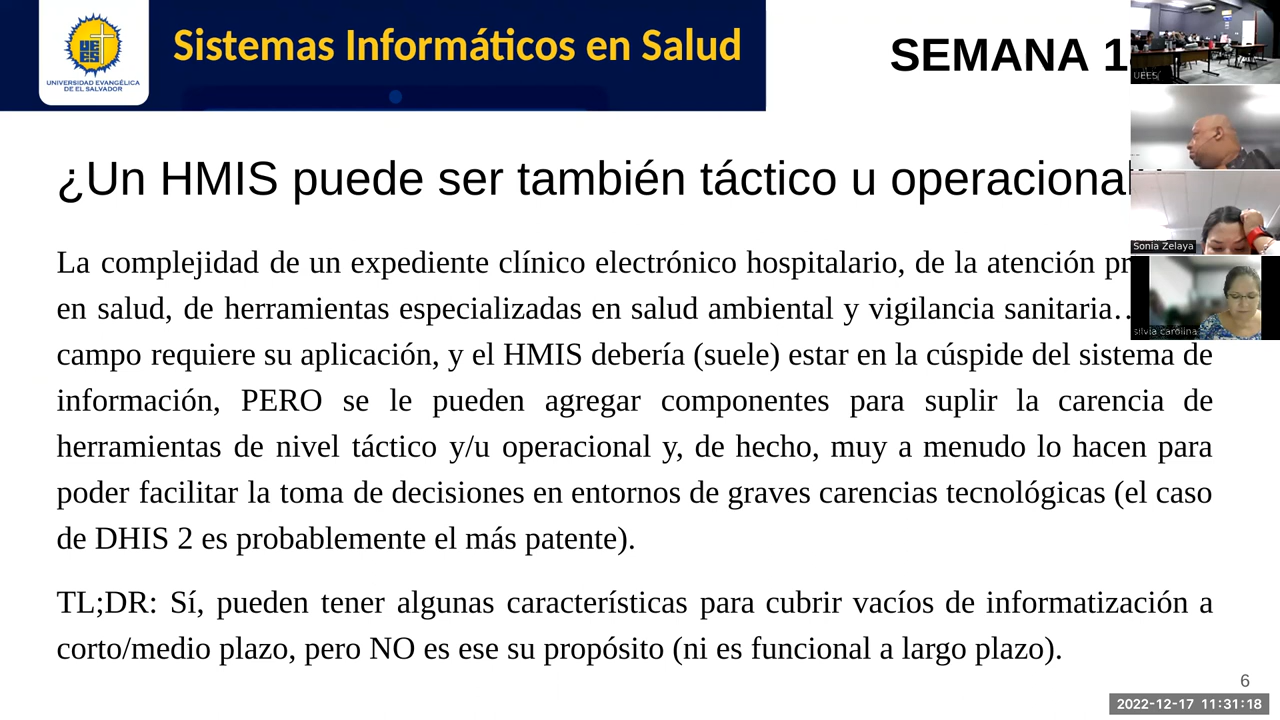 UNIVERSIDAD EVANGÉLICA
DE EL SALVADOR
Sistemas Informáticos en Salud
SEMANA
UEES
¿Un HMIS puede ser también táctico u operacional
La complejidad de un expediente clínico electrónico hospitalario, de la atención
en salud, de herramientas especializadas en salud ambiental y vigilancia sanitaria…
campo requiere su aplicación, y el HMIS debería (suele) estar en la cúspide del sistema de
información, PERO se le pueden agregar componentes para suplir la carencia de
herramientas de nivel táctico y/u operacional y, de hecho, muy a menudo lo hacen para
poder facilitar la toma de decisiones en entornos de graves carencias tecnológicas (el caso
de DHIS 2 es probablemente el más patente).
TL;DR: Sí, pueden tener algunas características para cubrir vacíos de informatización a
corto/medio plazo, pero NO es ese su propósito (ni es funcional a largo plazo).
Sonia Zelaya
silvia carolina
6
2022-12-17 11:31:18